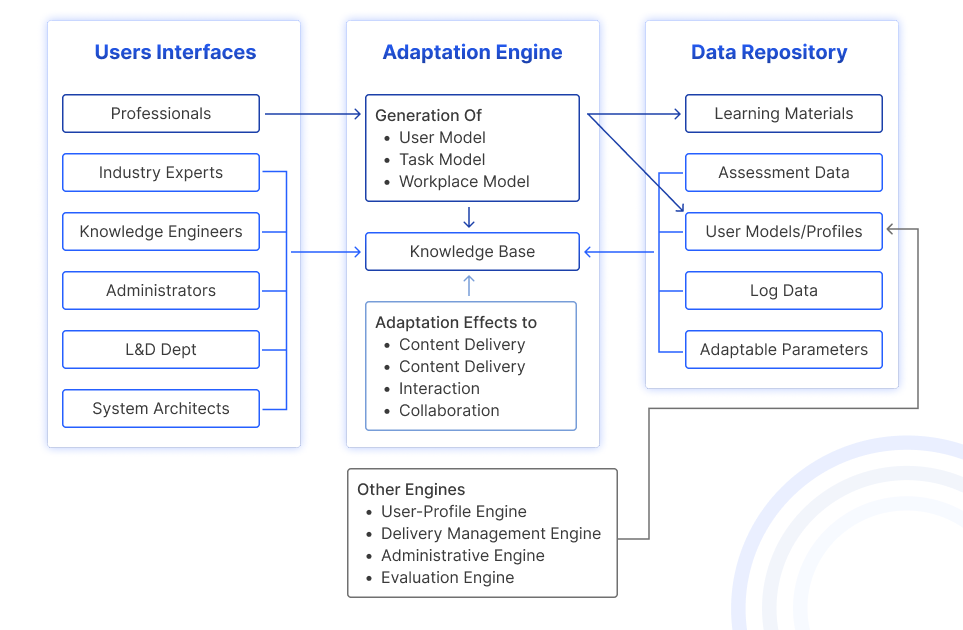 Users Interfaces
Professionals
Industry Experts
Knowledge Engineers
Administrators
L&D Dept
System Architects
Adaptation Engine
Generation Of
• User Model
• Task Model
• Workplace Model
Knowledge Base
Adaptation Effects to
• Content Delivery
• Content Delivery
• Interaction
• Collaboration
Data Repository
Learning Materials
Assessment Data
User Models/Profiles
Log Data
Adaptable Parameters
Other Engines
• User-Profile Engine
• Delivery Management Engine
• Administrative Engine
• Evaluation Engine